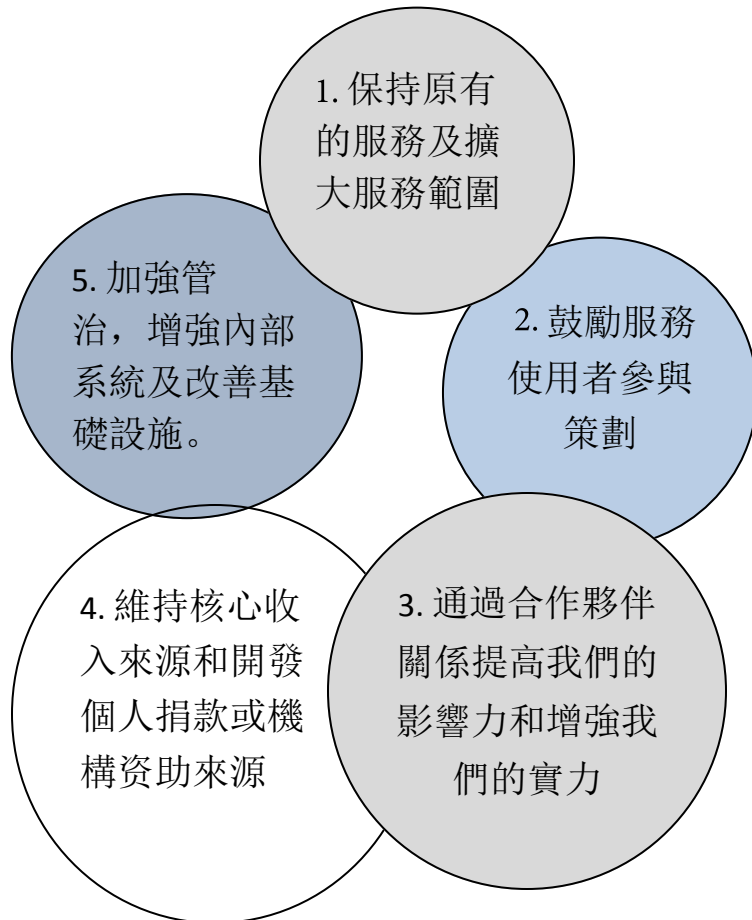 1. 保持原有
的服務及擴
大服務範圍
2. 鼓勵服務
使用者參與
策劃
3. 通過合作夥伴
關係提高我們的
影響力和增強我
們的實力
4. 維持核心收
入來源和開發
個人捐款或機
構资助來源
5. 加強管
治，增強內部
系統及改善基
礎設施。